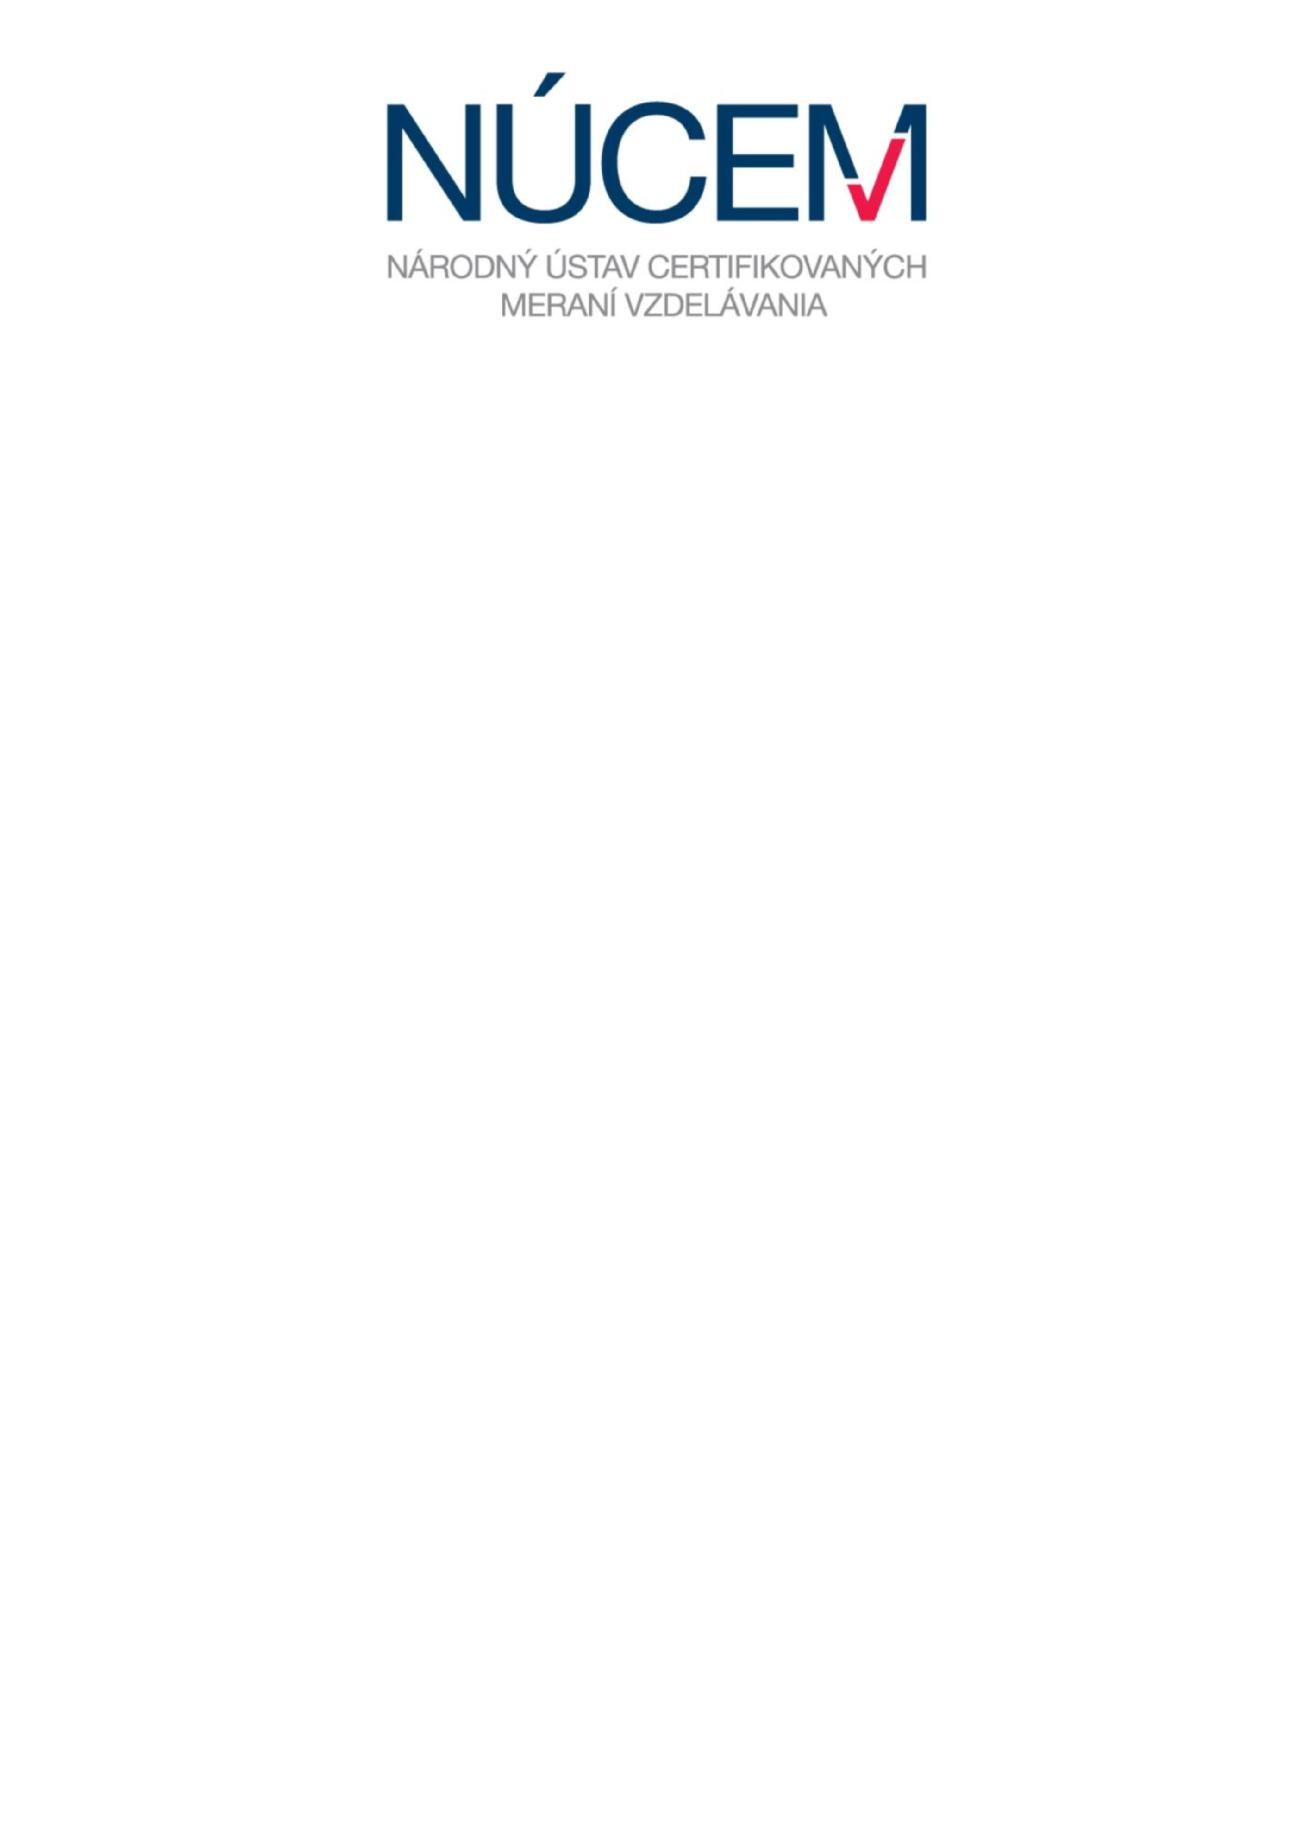 NÚCEM
NÁRODNÝ ÚSTAV CERTIFIKOVANÝCH
MERANÍ VZDELÁVANIA